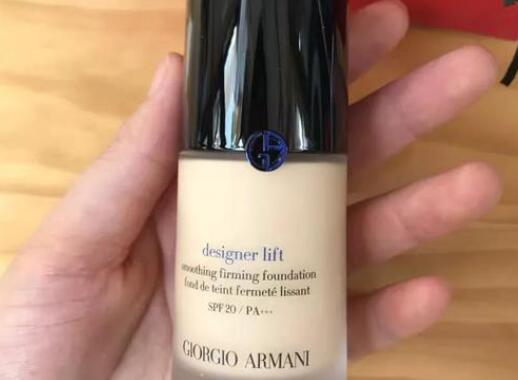 designer lift
smoothing firming foundation
fond de teint fermeté lissant
SPF 20 / PA+++
GIORGIO ARMANI